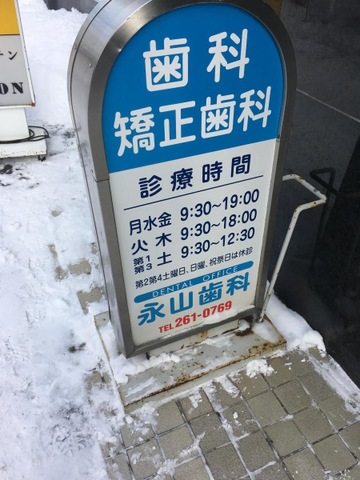 歯科
矯正歯科
診療時間
月水金 9:30~19:00
火 木 9:30~18:00
第1第3 土 9:30~12:30
第2第4土曜日、日曜、祝祭日は休診
DENTAL OFFICE
永山歯科
TEL 261-0769
ン
ON